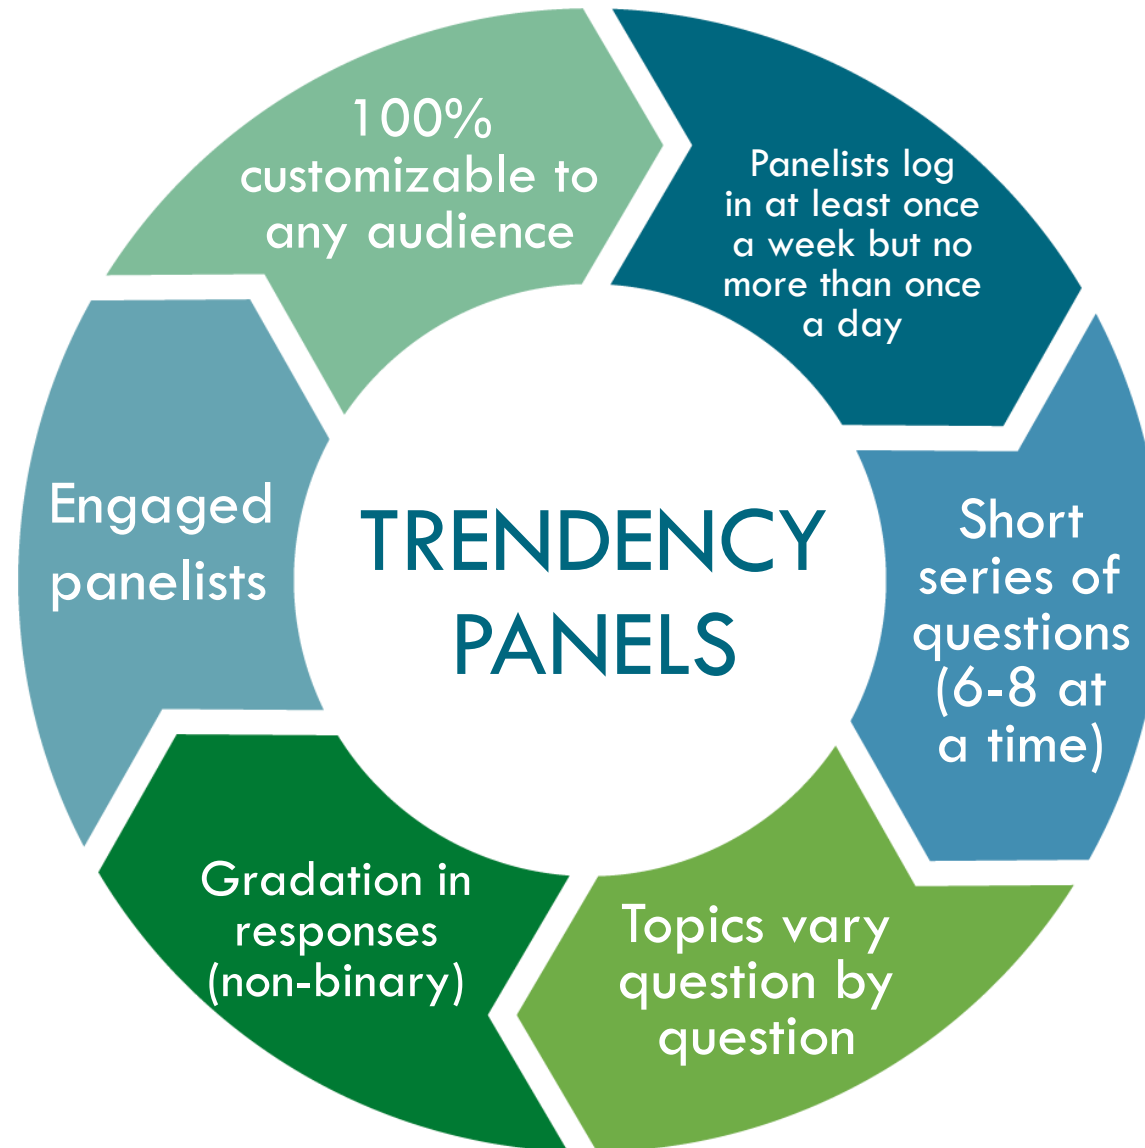 100%
customizable to
any audience
Panelists log
in at least once
a week but no
more than once
a day
Short
series of
questions
(6-8 at
a time)
Topics vary
question by
question
Gradation in
responses
(non-binary)
Engaged
panelists
TRENDENCY
PANELS